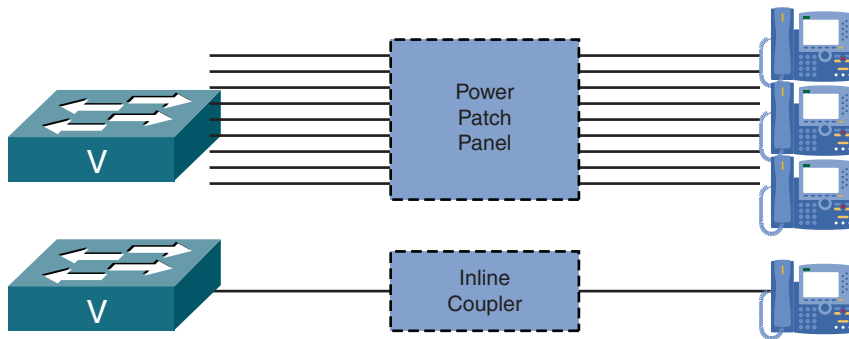 V
Power
Patch
Panel
V
Inline
Coupler